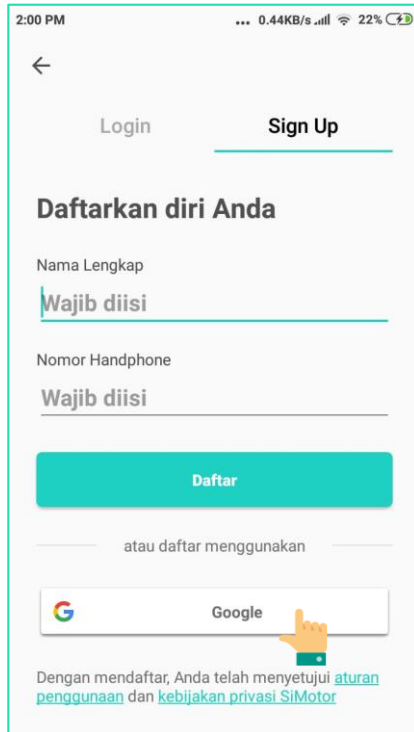 2:00 PM ... 0.44KB/s 22%
Login Sign Up
Daftarkan diri Anda
Nama Lengkap
Wajib diisi
Nomor Handphone
Wajib diisi
Daftar
atau daftar menggunakan
G Google
Dengan mendaftar, Anda telah menyetujui aturan
penggunaan dan kebijakan privasi SiMotor